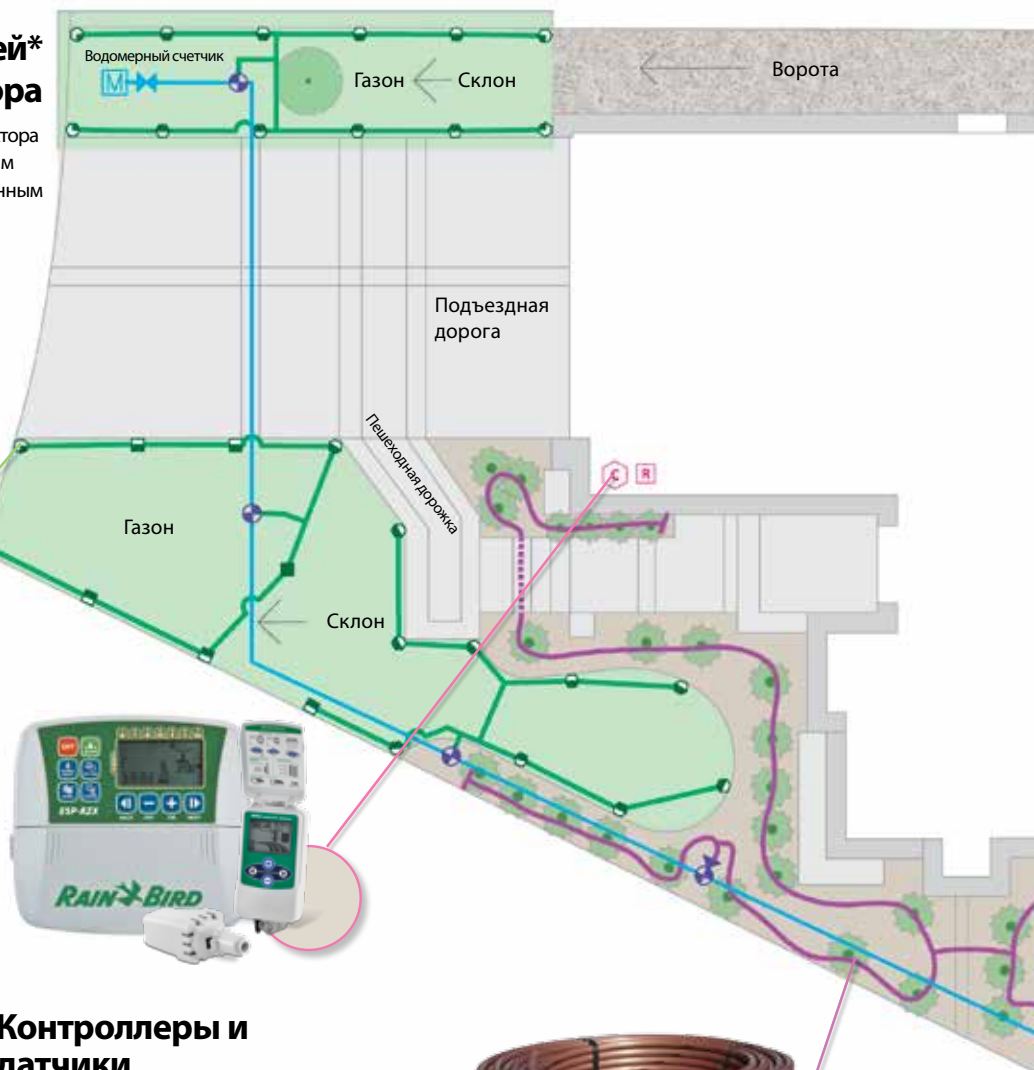 ей*
ора
Водомерный счетчик
M
Газон
Склон
Ворота
тора
м
нным
Подъездная
дорога
Пешеходная дорожка
C
R
Газон
Склон
OFF
ESP-RZX
RAIN BIRD
Контроллеры и
датчики